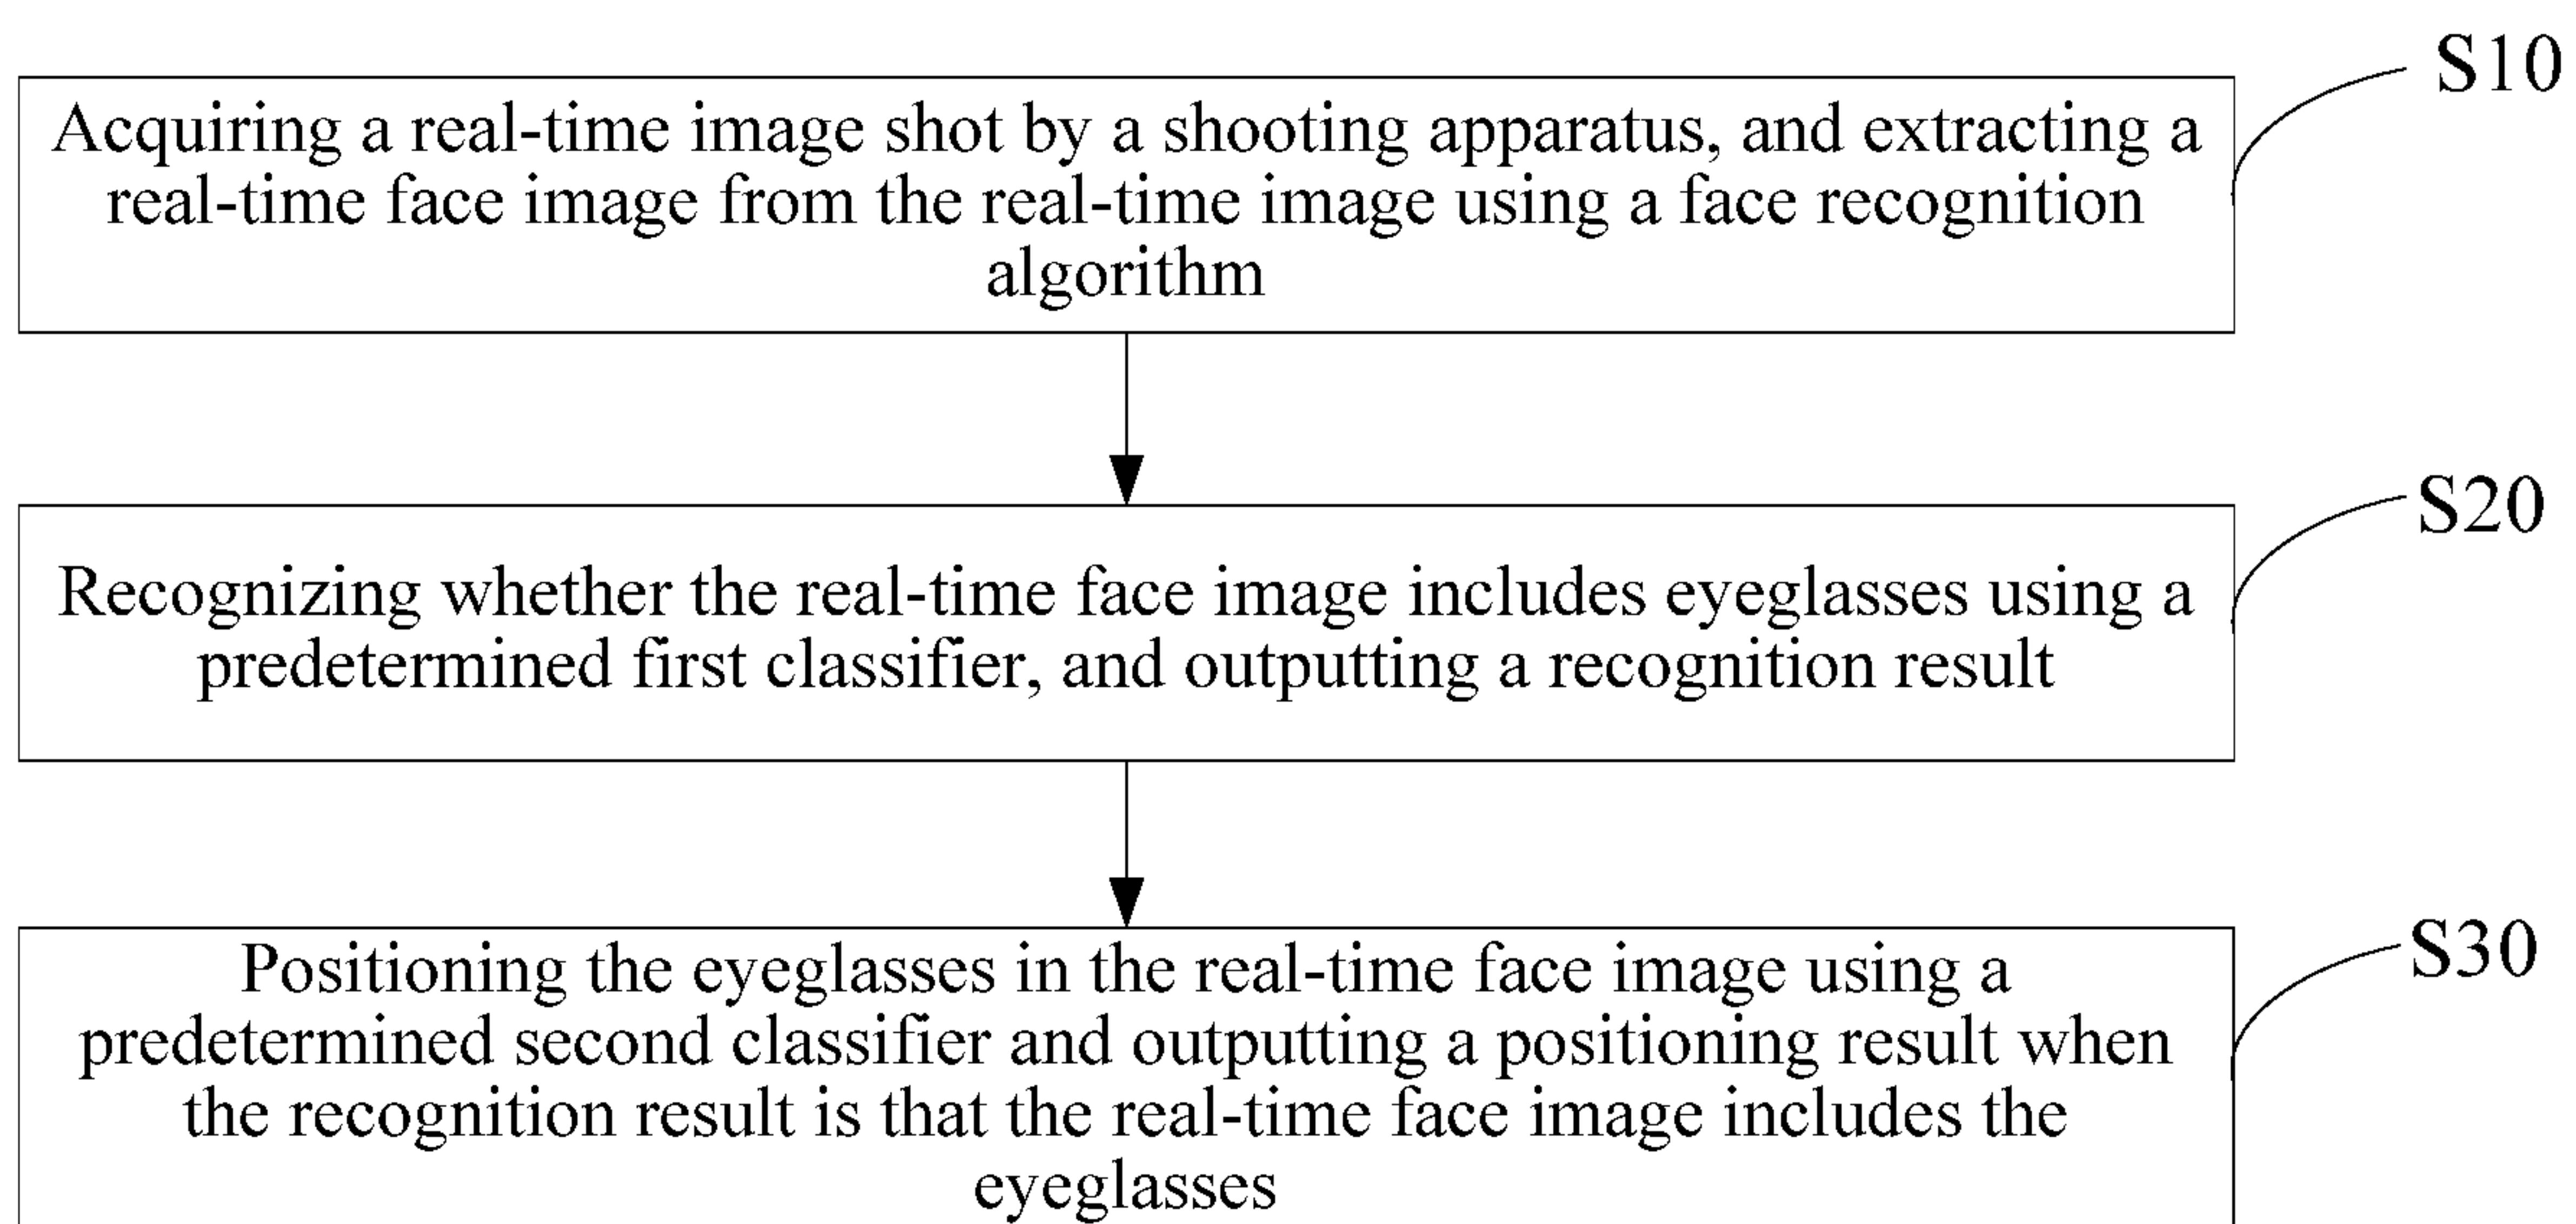 S10
Acquiring a real-time image shot by a shooting apparatus, and extracting a
real-time face image from the real-time image using a face recognition
algorithm
S20
Recognizing whether the real-time face image includes eyeglasses using a
predetermined first classifier, and outputting a recognition result
S30
Positioning the eyeglasses in the real-time face image using a
predetermined second classifier and outputting a positioning result when
the recognition result is that the real-time face image includes the
eyeglasses